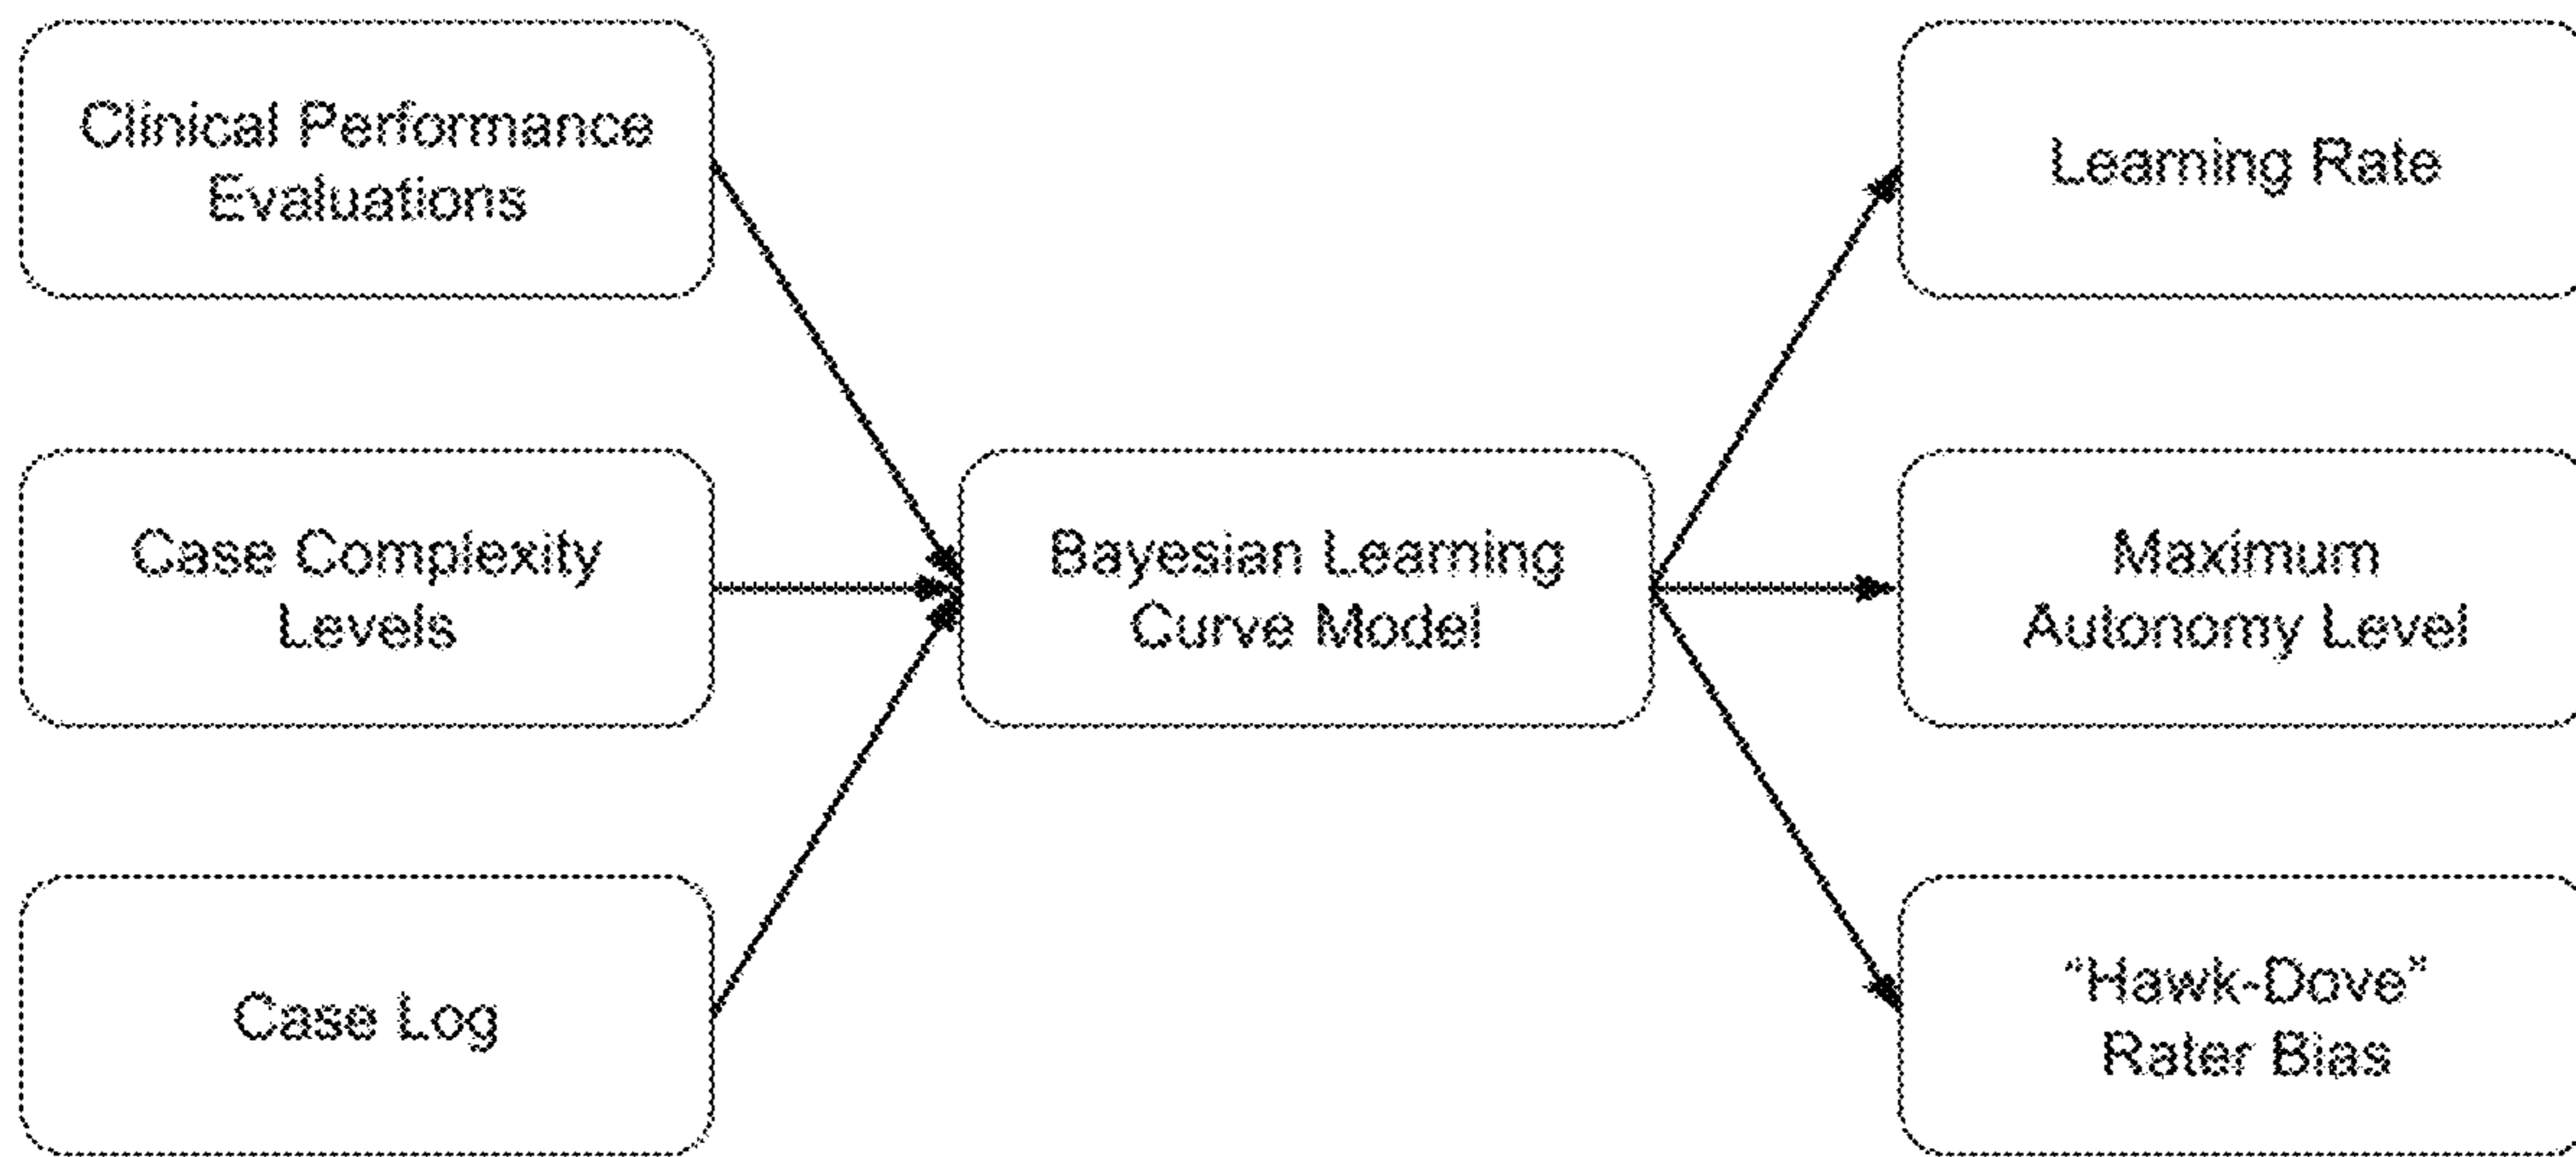 Clinical Performance
Evaluations
Learning Rate
Case Complexity
Levels
Bayesian Learning
Curve Model
Maximum
Autonomy Level
Case Log
“Hawk-Dove”
Rater Bias